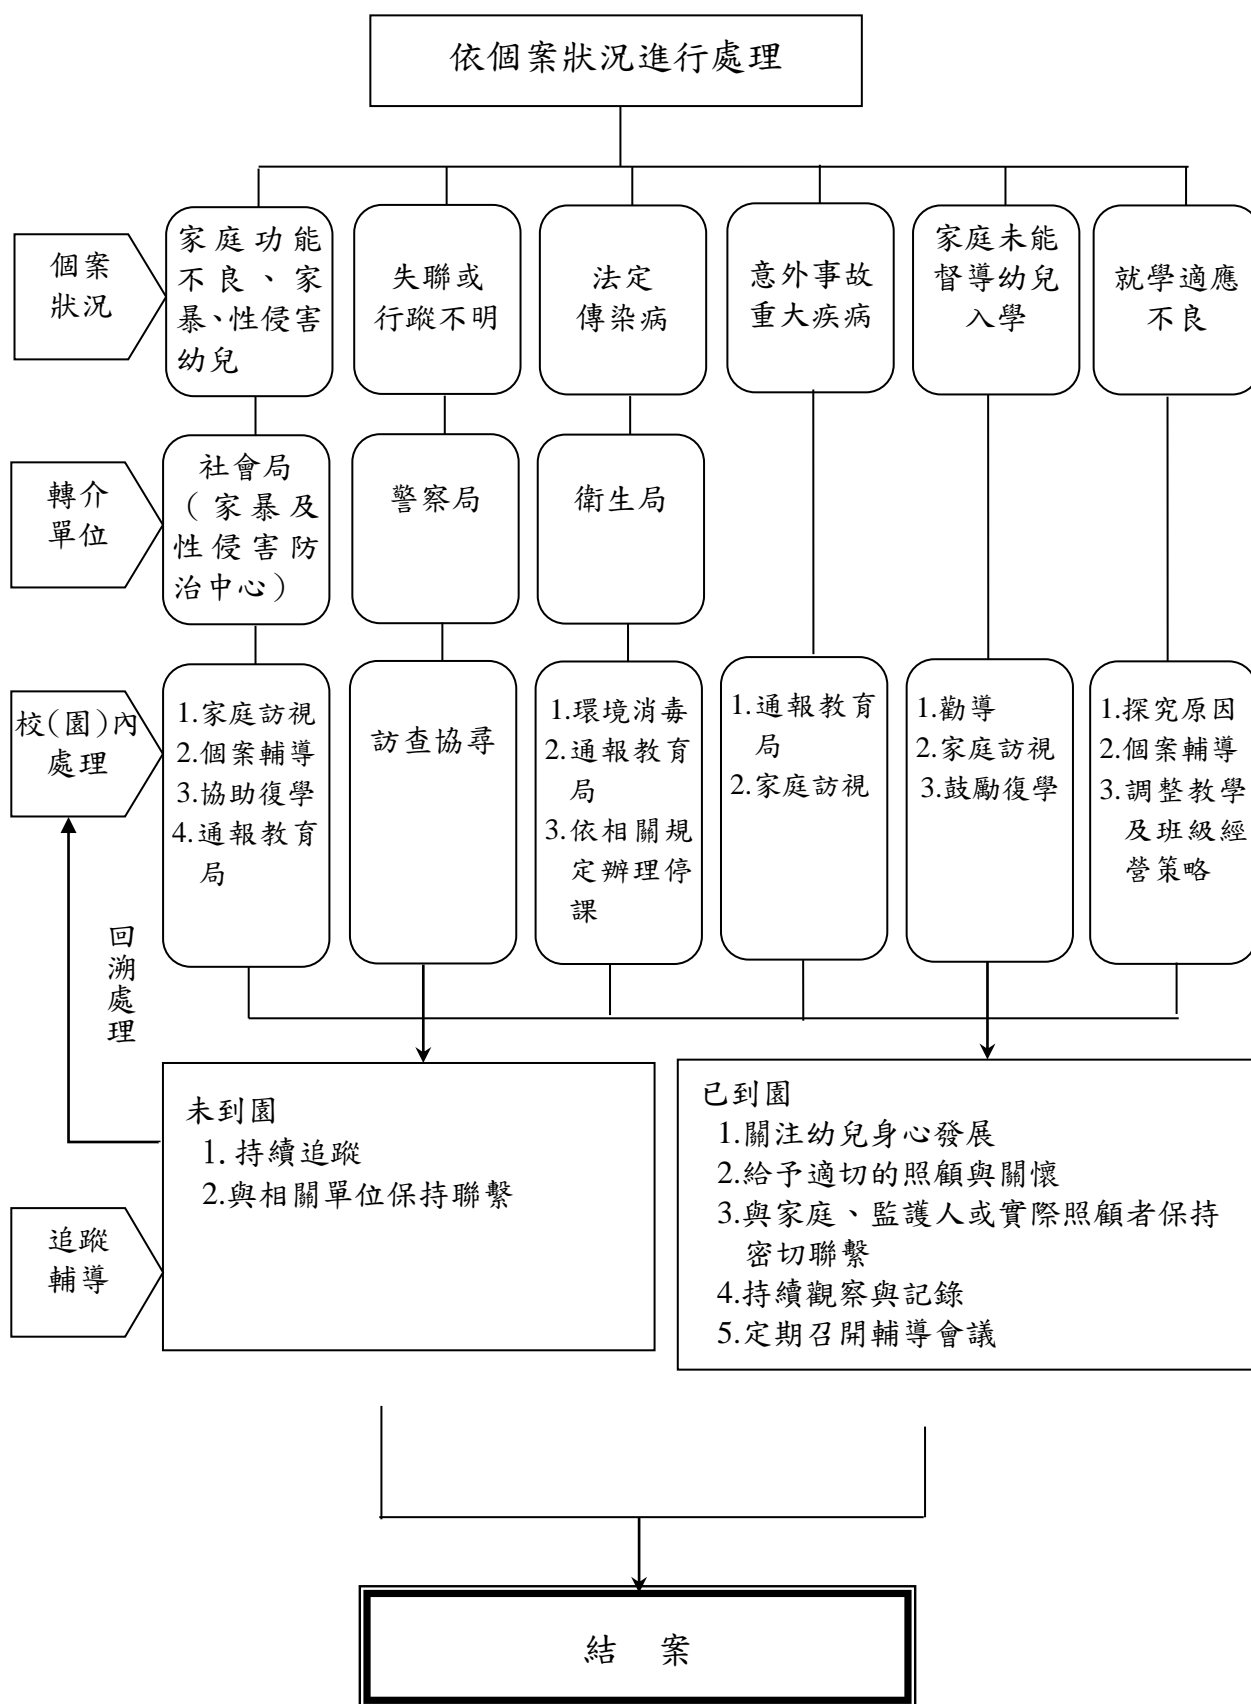 依個案狀況進行處理
個案
狀況
家庭功能
不良、家
暴、性侵害
幼兒
失聯或
行蹤不明
法定
傳染病
意外事故
重大疾病
家庭未能
督導幼兒
入學
就學適應
不良
轉介
單位
社會局
（家暴及
性侵害防
治中心）
警察局
衛生局
校(園)內
處理
1.家庭訪視
2.個案輔導
3.協助復學
4.通報教育
局
訪查協尋
1.環境消毒
2.通報教育
局
3.依相關規
定辦理停
課
1.通報教育
局
2.家庭訪視
1.勸導
2.家庭訪視
3.鼓勵復學
1.探究原因
2.個案輔導
3.調整教學
及班級經
營策略
回溯處理
追蹤
輔導
未到園
1.持續追蹤
2.與相關單位保持聯繫
已到園
1.關注幼兒身心發展
2.給予適切的照顧與關懷
3.與家庭、監護人或實際照顧者保持
密切聯繫
4.持續觀察與記錄
5.定期召開輔導會議
結 案